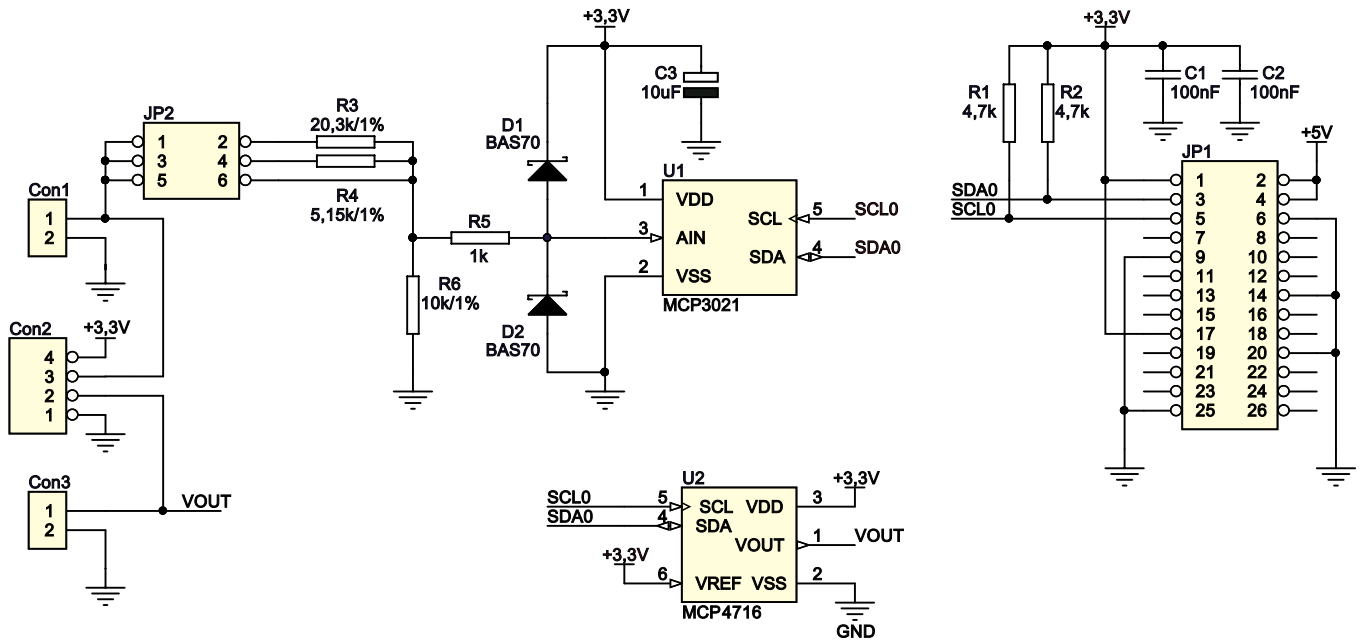 +3,3V
C3
10uF
D1
BAS70
JP2
R3
20,3k/1%
1 2
3 4
5 6
R4
5,15k/1%
Con1
1
2
R5
1k
R6
10k/1%
D2
BAS70
U1
1 VDD
SCL 5 SCL0
3 AIN
SDA 4 SDA0
2 VSS
MCP3021
Con2
+3,3V
4
3
2
1
Con3
1
2
VOUT
U2
SCL0 5 SCL VDD 3 +3,3V
SDA0 4 SDA
VOUT 1 VOUT
+3,3V 6 VREF VSS 2
MCP4716
GND
+3,3V
R1
4,7k
R2
4,7k
C1
100nF
C2
100nF
+5V
JP1
SDA0
SCL0
1 2
3 4
5 6
7 8
9 10
11 12
13 14
15 16
17 18
19 20
21 22
23 24
25 26